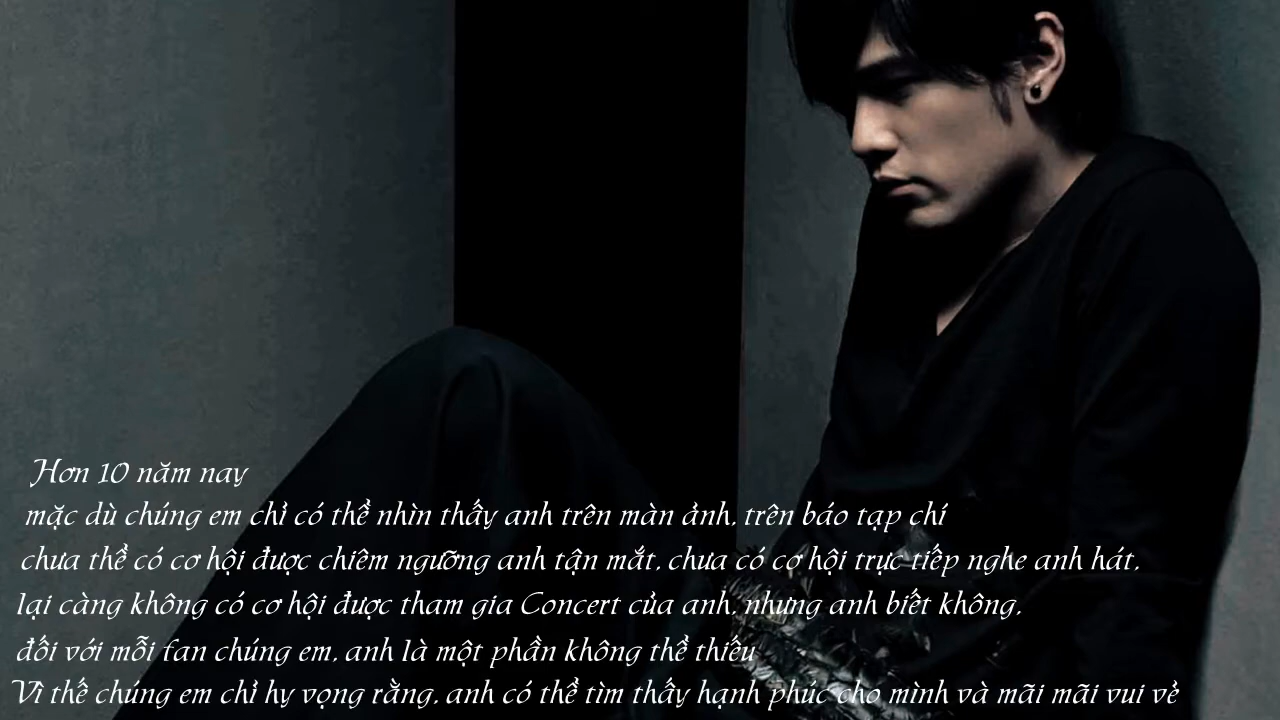 Hơn 10 năm nay
mặc dù chúng em chỉ có thể nhìn thấy anh trên màn ảnh, trên báo tạp chí
chưa thể có cơ hội được chiêm ngưỡng anh tận mắt, chưa có cơ hội trực tiếp nghe anh hát,
lại càng không có cơ hội được tham gia Concert của anh, nhưng anh biết không,
đối với mỗi fan chúng em, anh là một phần không thể thiếu
Vì thế chúng em chỉ hy vọng rằng, anh có thể tìm thấy hạnh phúc cho mình và mãi mãi vui vẻ